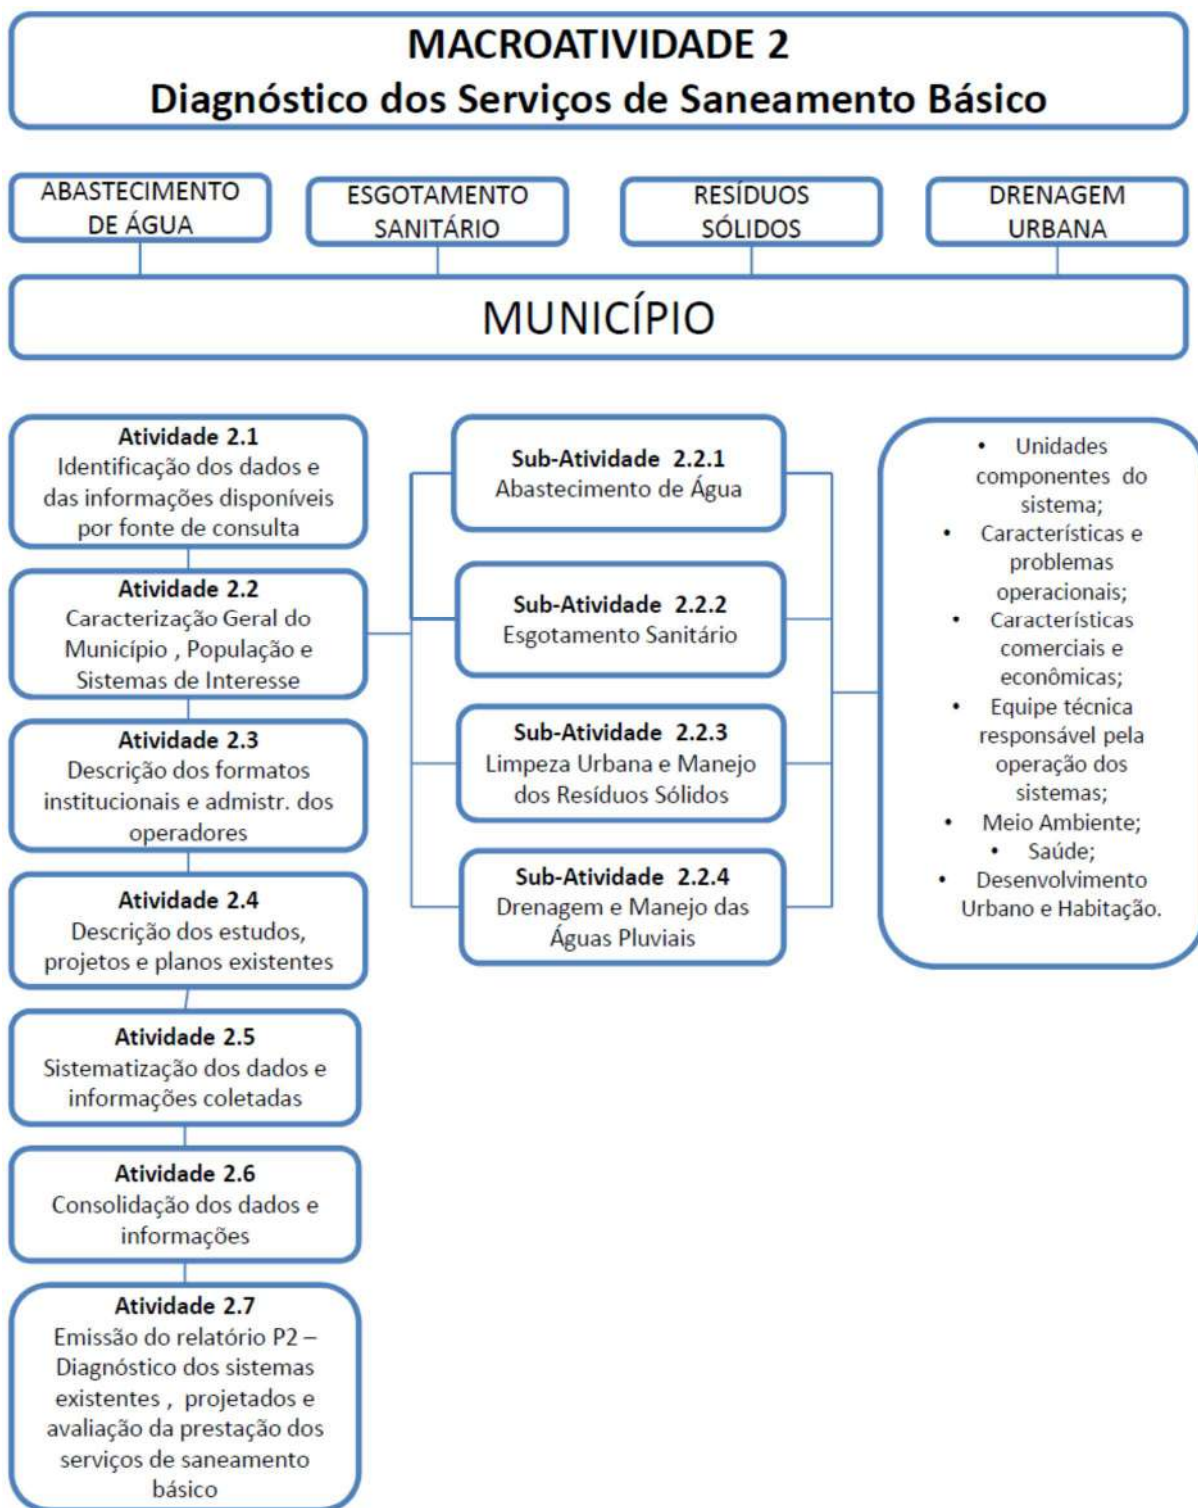 MACROATIVIDADE 2
Diagnóstico dos Serviços de Saneamento Básico
ABASTECIMENTO
DE ÁGUA
ESGOTAMENTO
SANITÁRIO
RESÍDUOS
SÓLIDOS
DRENAGEM
URBANA
MUNICÍPIO
Atividade 2.1
Identificação dos dados e
das informações disponíveis
por fonte de consulta
Atividade 2.2
Caracterização Geral do
Município , População e
Sistemas de Interesse
Atividade 2.3
Descrição dos formatos
institucionais e admistr. dos
operadores
Atividade 2.4
Descrição dos estudos,
projetos e planos existentes
Atividade 2.5
Sistematização dos dados e
informações coletadas
Atividade 2.6
Consolidação dos dados e
informações
Atividade 2.7
Emissão do relatório P2 –
Diagnóstico dos sistemas
existentes , projetados e
avaliação da prestação dos
serviços de saneamento
básico
Sub-Atividade 2.2.1
Abastecimento de Água
Sub-Atividade 2.2.2
Esgotamento Sanitário
Sub-Atividade 2.2.3
Limpeza Urbana e Manejo
dos Resíduos Sólidos
Sub-Atividade 2.2.4
Drenagem e Manejo das
Águas Pluviais
• Unidades
componentes do
sistema;
• Características e
problemas
operacionais;
• Características
comerciais e
econômicas;
• Equipe técnica
responsável pela
operação dos
sistemas;
• Meio Ambiente;
• Saúde;
• Desenvolvimento
Urbano e Habitação.